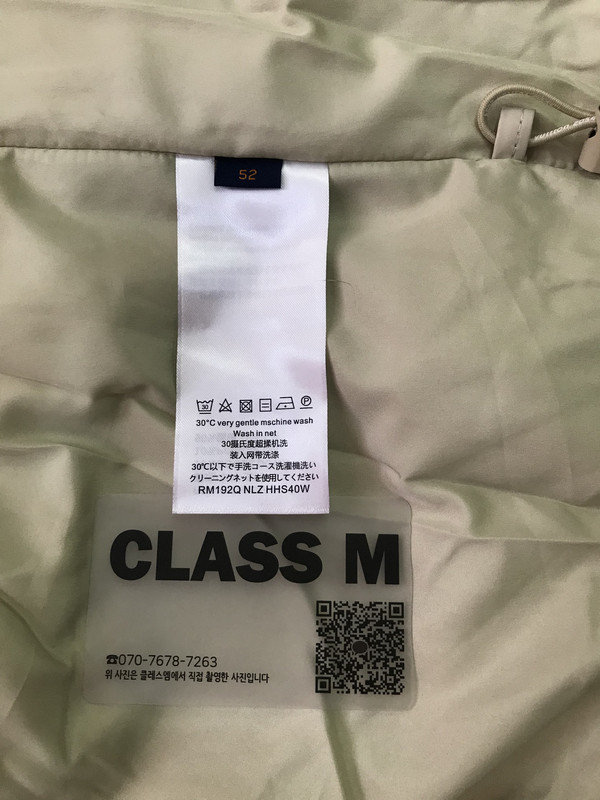 52
30°C very gentle mschine wash
Wash in net
30摄氏度超揉机洗
装入网带洗涤
30℃以下で手洗コース洗濯機洗い
クリーニングネットを使用してください
RM192Q NLZ HHS40W
CLASS M
☎070-7678-7263
위 사진은 클레스엠에서 직접 촬영한 사진입니다